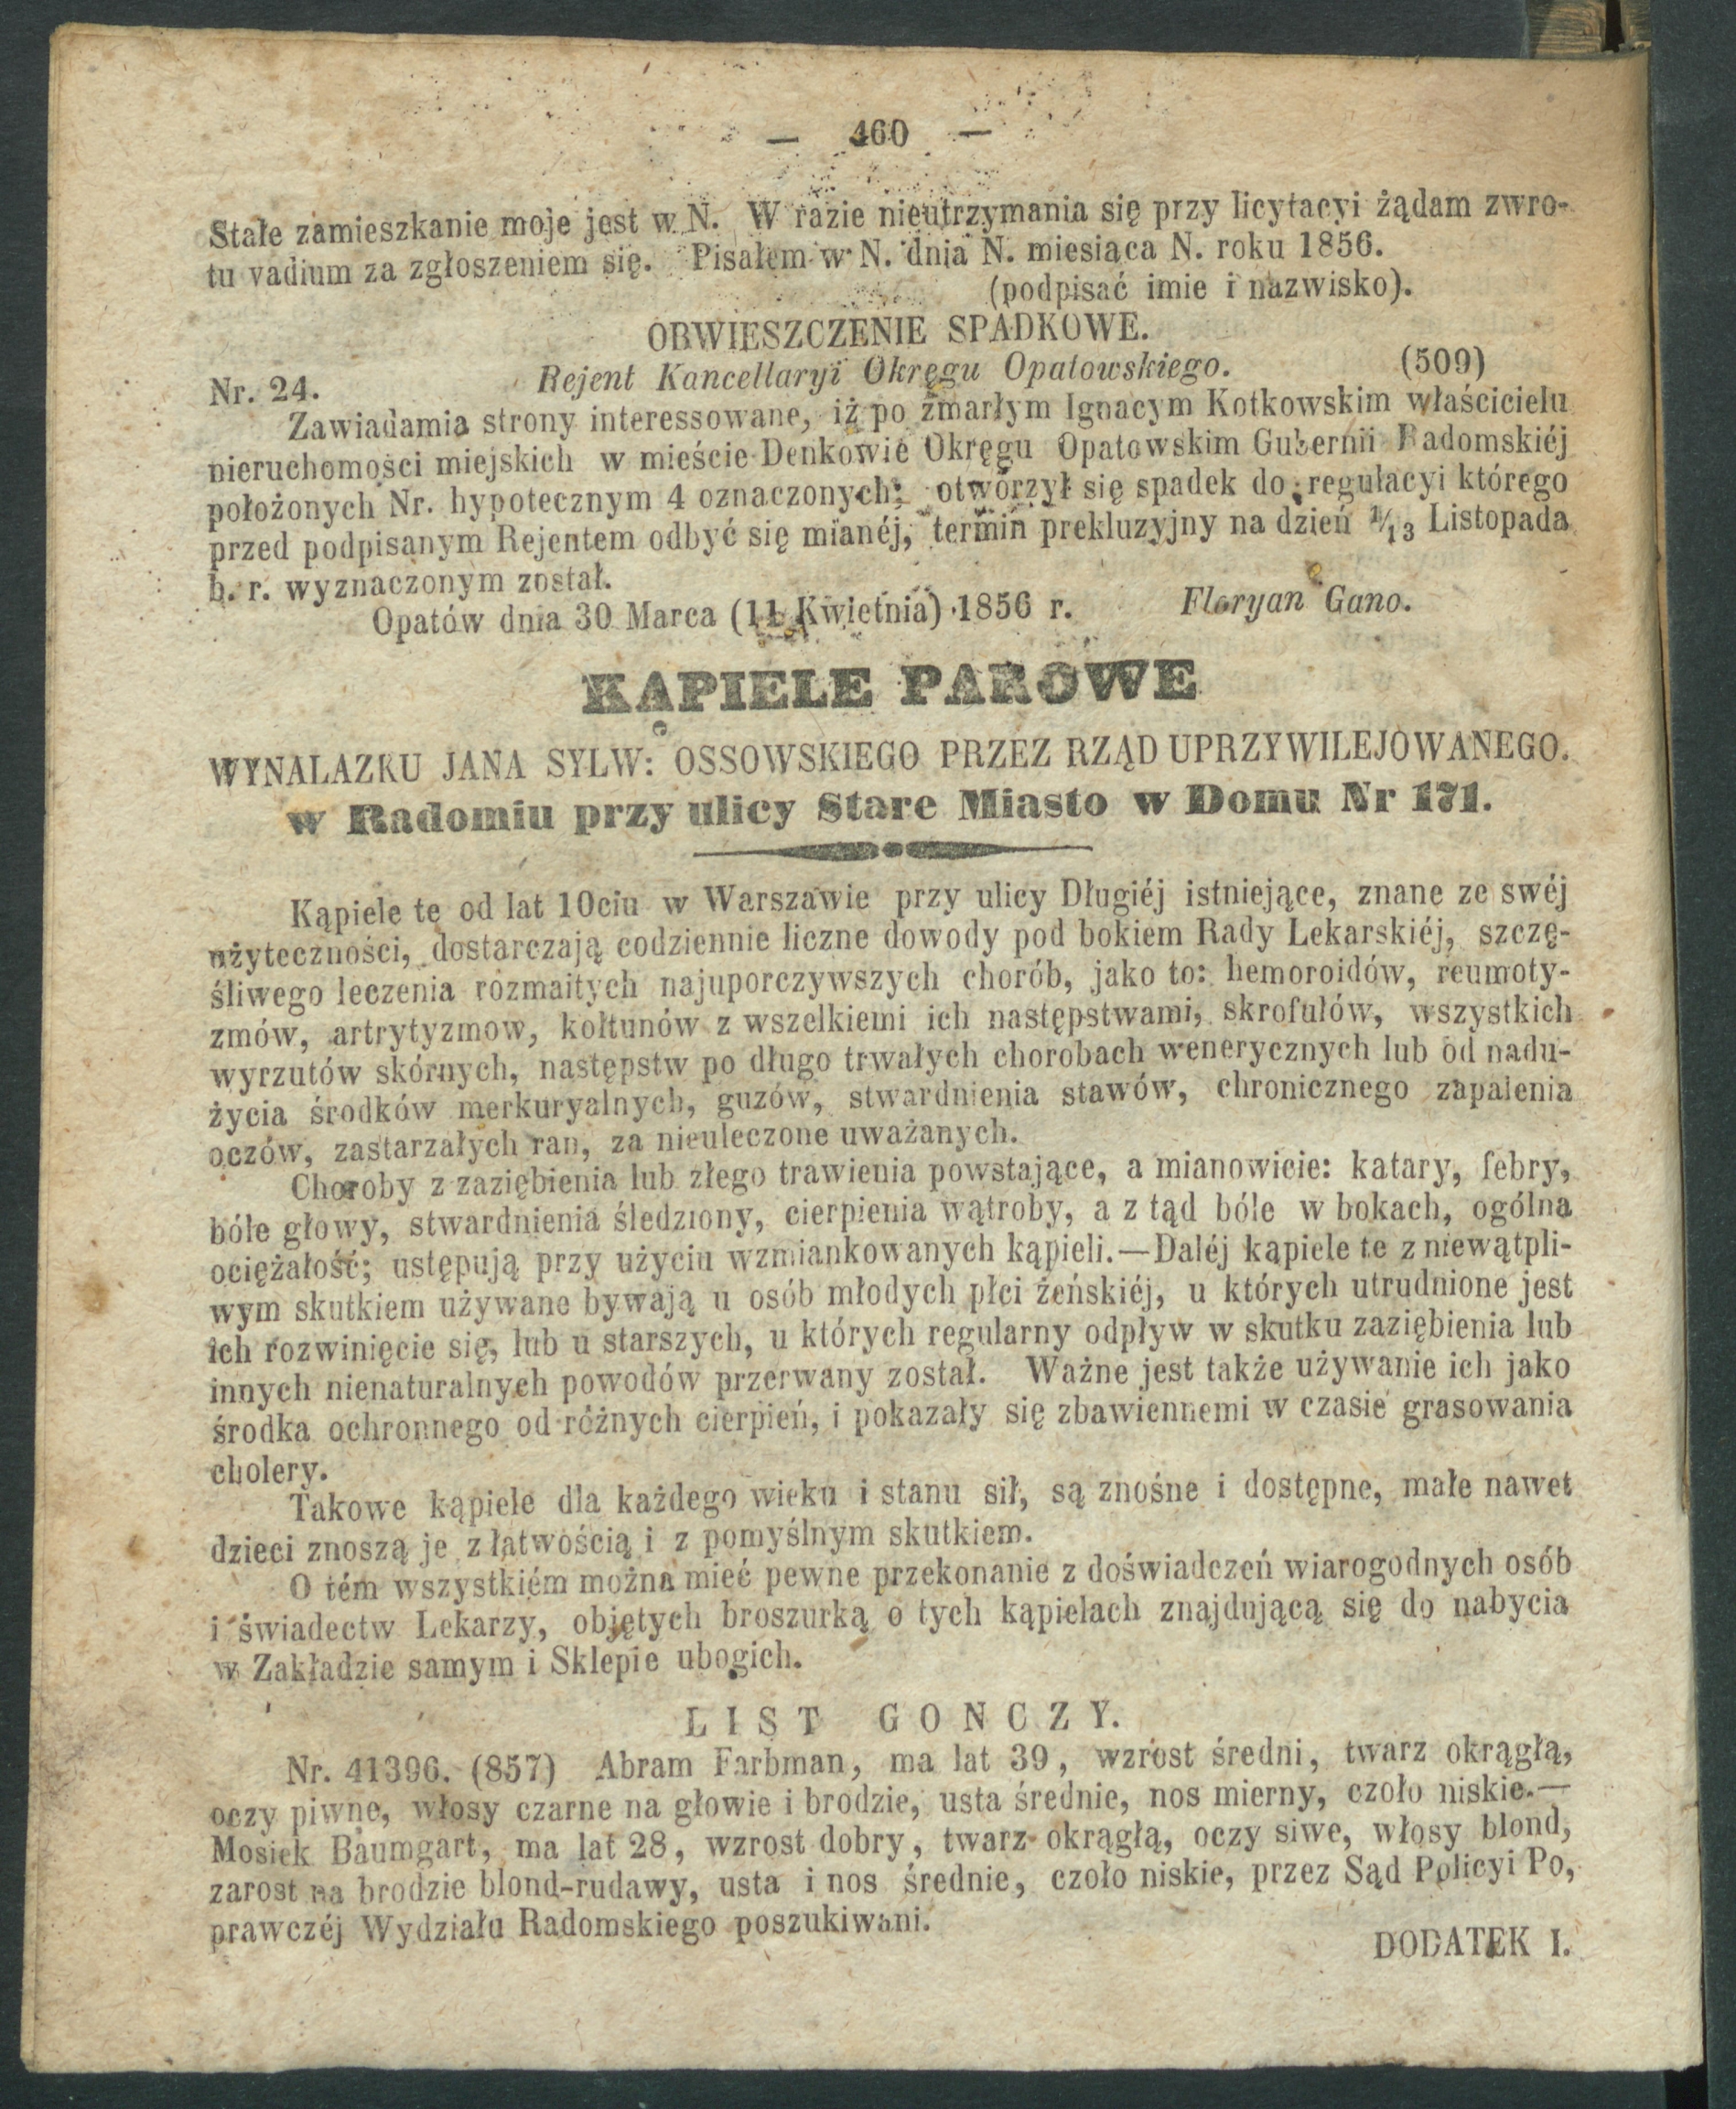 — 460 —
Stałe zamieszkanie moje jest w N. W razie nieutrzymania się przy licytacyi żądam zwro-
tu vadium za zgłoszeniem się. Pisałem w N. dnia N. miesiąca N. roku 1856.
(podpisać imie i nazwisko).
OBWIESZCZENIE SPADKOWE.
Nr. 24. Rejent Kancellaryi Okręgu Opatowskiego. (509)
Zawiadamia strony interessowane, iż po zmarłym Ignacym Kotkowskim właścicielu
nieruchomości miejskich w mieście Denkowie Okręgu Opatowskim Gubernii Radomskiéj
położonych Nr. hypotecznym 4 oznaczonych; otworzył się spadek do regulacyi którego
przed podpisanym Rejentem odbyć się mianéj, termin prekluzyjny na dzień 1/13 Listopada
b. r. wyznaczonym został.
Opatów dnia 30 Marca (11 Kwietnia) 1856 r. Floryan Gano.
KĄPIELE PAROWE
WYNALAZKU JANA SYLW: OSSOWSKIEGO PRZEZ RZĄD UPRZYWILEJOWANEGO.
w Radomiu przy ulicy Stare Miasto w Domu Nr 171.
Kąpiele te od lat 10ciu w Warszawie przy ulicy Długiéj istniejące, znane ze swéj
użyteczności, dostarczają codziennie liczne dowody pod bokiem Rady Lekarskiéj, szczę-
śliwego leczenia rozmaitych najuporczywszych chorób, jako to: hemoroidów, reumoty-
zmów, artrytyzmow, kołtunów z wszelkiemi ich następstwami, skrofułów, wszystkich
wyrzutów skórnych, następstw po długo trwałych chorobach wenerycznych lub od nadu-
życia środków merkuryalnych, guzów, stwardnienia stawów, chronicznego zapalenia
oczów, zastarzałych ran, za nieuleczone uważanych.
Choroby z zaziębienia lub złego trawienia powstające, a mianowicie: katary, febry,
bóle głowy, stwardnienia śledziony, cierpienia wątroby, a z tąd bóle w bokach, ogólna
ociężałość; ustępują przy użyciu wzmiankowanych kąpieli.—Daléj kąpiele te z niewątpli-
wym skutkiem używane bywają u osób młodych płci żeńskiéj, u których utrudnione jest
ich rozwinięcie się, lub u starszych, u których regularny odpływ w skutku zaziębienia lub
innych nienaturalnych powodów przerwany został. Ważne jest także używanie ich jako
środka ochronnego od różnych cierpień, i pokazały się zbawiennemi w czasie grasowania
cholery.
Takowe kąpiele dla każdego wieku i stanu sił, są znośne i dostępne, małe nawet
dzieci znoszą je z łatwością i z pomyślnym skutkiem.
O tém wszystkiém można mieć pewne przekonanie z doświadczeń wiarogodnych osób
i świadectw Lekarzy, objętych broszurką o tych kąpielach znajdującą się do nabycia
w Zakładzie samym i Sklepie ubogich.
LIST GONCZY.
Nr. 41396. (857) Abram Farbman, ma lat 39, wzrost średni, twarz okrągłą,
oczy piwne, włosy czarne na głowie i brodzie, usta średnie, nos mierny, czoło niskie.—
Mosiek Baumgart, ma lat 28, wzrost dobry, twarz okrągłą, oczy siwe, włosy blond,
zarost na brodzie blond-rudawy, usta i nos średnie, czoło niskie, przez Sąd Policyi Po,
prawczéj Wydziału Radomskiego poszukiwani.
DODATEK I.